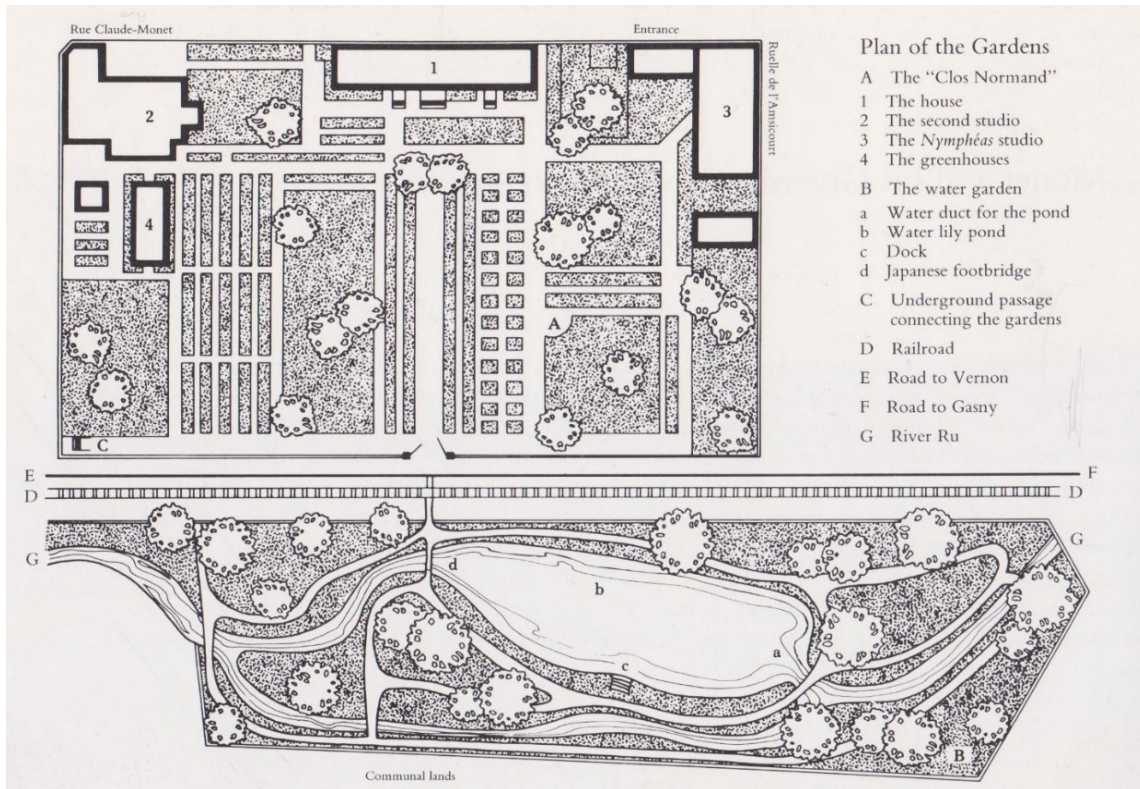 Rue Claude-Monet
Entrance
Ruelle de l'Amsicourt
1
2
3
4
A
C
E
F
D
D
G
G
d
b
a
c
B
Communal lands
Plan of the Gardens
A The "Clos Normand"
1 The house
2 The second studio
3 The Nymphéas studio
4 The greenhouses
B The water garden
a Water duct for the pond
b Water lily pond
c Dock
d Japanese footbridge
C Underground passage
connecting the gardens
D Railroad
E Road to Vernon
F Road to Gasny
G River Ru